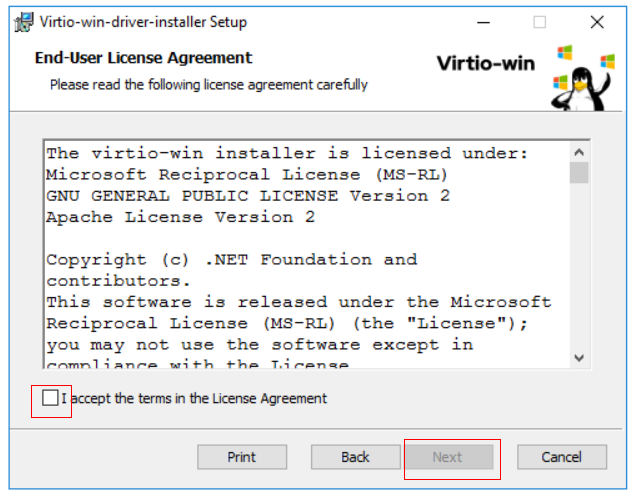 Virtio-win-driver-installer Setup
End-User License Agreement
Virtio-win
Please read the following license agreement carefully
The virtio-win installer is licensed under:
Microsoft Reciprocal License (MS-RL)
GNU GENERAL PUBLIC LICENSE Version 2
Apache License Version 2
Copyright (c) .NET Foundation and
contributors.
This software is released under the Microsoft
Reciprocal License (MS-RL) (the "License");
you may not use the software except in
compliance with the License
I accept the terms in the License Agreement
Print Back Next Cancel